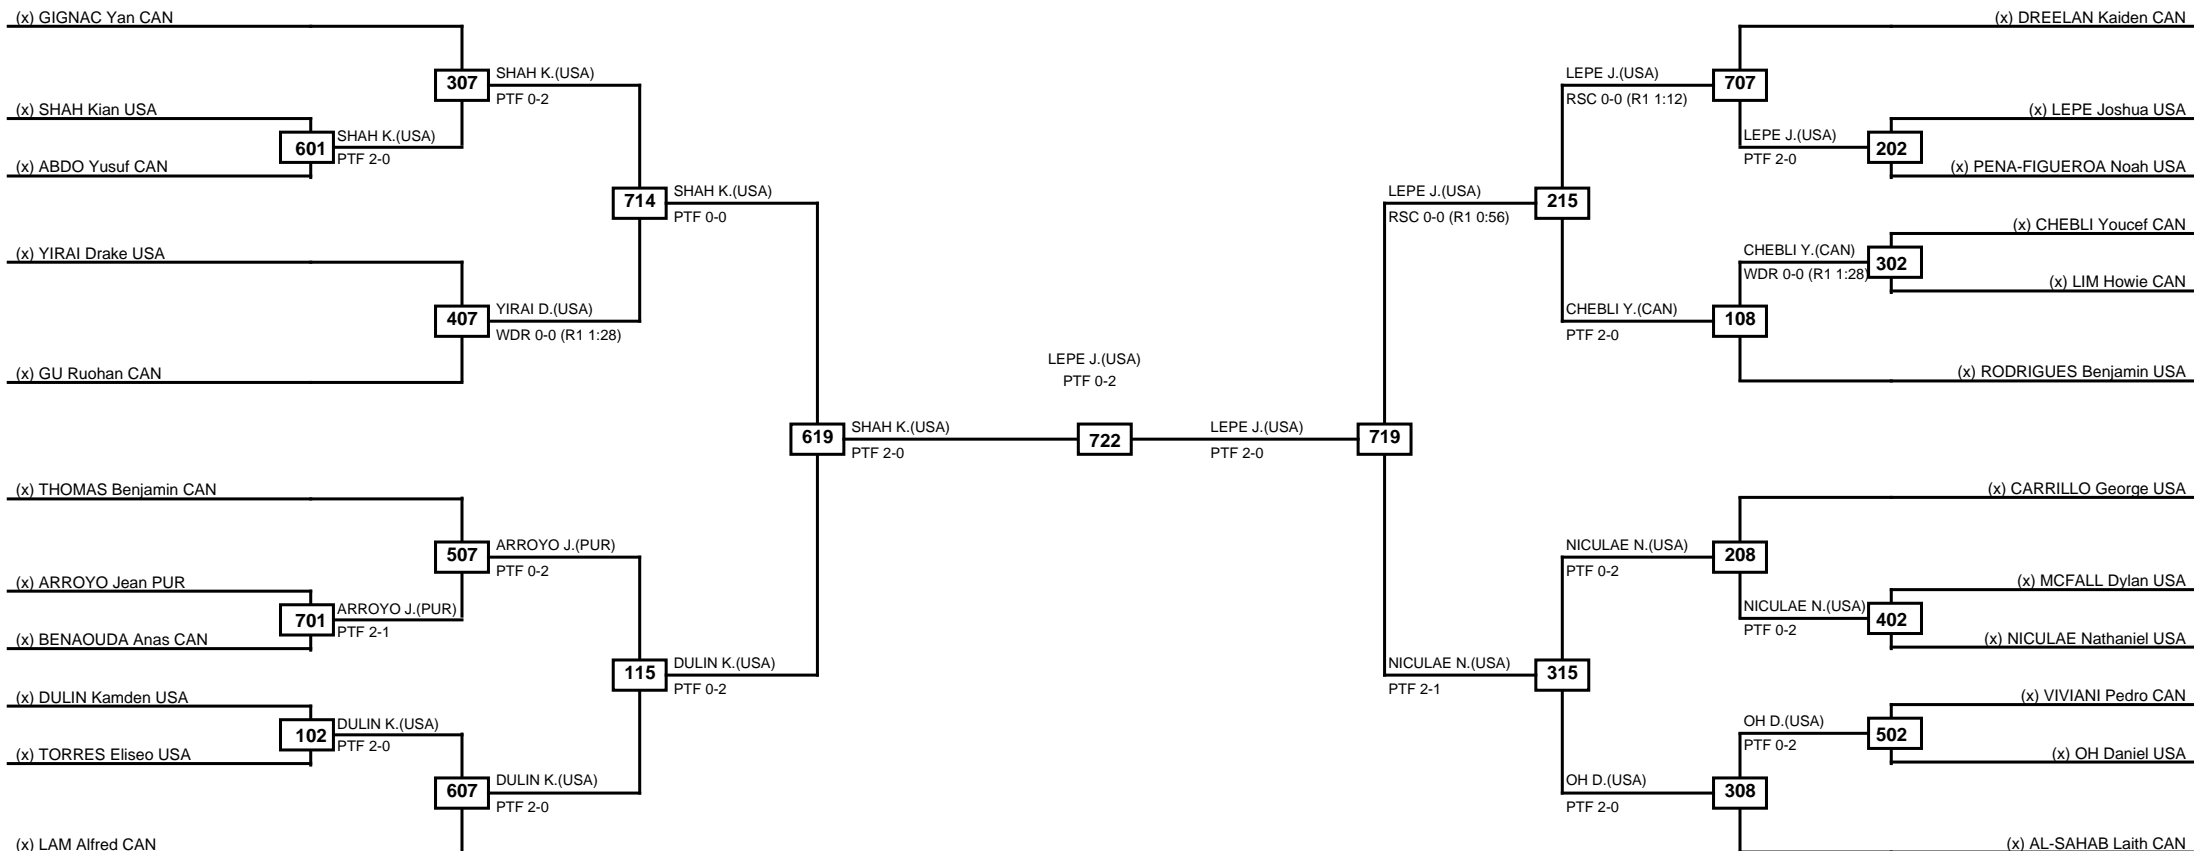 (x) GIGNAC Yan CAN
307
SHAH K.(USA)
PTF 0-2
(x) SHAH Kian USA
601
SHAH K.(USA)
PTF 2-0
(x) ABDO Yusuf CAN
714
SHAH K.(USA)
PTF 0-0
(x) YIRAI Drake USA
407
YIRAI D.(USA)
WDR 0-0 (R1 1:28)
(x) GU Ruohan CAN
619
SHAH K.(USA)
PTF 2-0
(x) THOMAS Benjamin CAN
507
ARROYO J.(PUR)
PTF 0-2
(x) ARROYO Jean PUR
701
ARROYO J.(PUR)
PTF 2-1
(x) BENAOUDA Anas CAN
115
DULIN K.(USA)
PTF 0-2
(x) DULIN Kamden USA
102
DULIN K.(USA)
PTF 2-0
(x) TORRES Eliseo USA
607
DULIN K.(USA)
PTF 2-0
(x) LAM Alfred CAN
LEPE J.(USA)
PTF 0-2
722
LEPE J.(USA)
PTF 2-0
719
(x) DREELAN Kaiden CAN
LEPE J.(USA)
RSC 0-0 (R1 1:12)
707
(x) LEPE Joshua USA
LEPE J.(USA)
PTF 2-0
202
(x) PENA-FIGUEROA Noah USA
LEPE J.(USA)
RSC 0-0 (R1 0:56)
215
(x) CHEBLI Youcef CAN
CHEBLI Y.(CAN)
WDR 0-0 (R1 1:28)
302
(x) LIM Howie CAN
CHEBLI Y.(CAN)
PTF 2-0
108
(x) RODRIGUES Benjamin USA
(x) CARRILLO George USA
NICULAE N.(USA)
PTF 0-2
208
(x) MCFALL Dylan USA
NICULAE N.(USA)
PTF 0-2
402
(x) NICULAE Nathaniel USA
NICULAE N.(USA)
PTF 2-1
315
(x) VIVIANI Pedro CAN
OH D.(USA)
PTF 0-2
502
(x) OH Daniel USA
OH D.(USA)
PTF 2-0
308
(x) AL-SAHAB Laith CAN